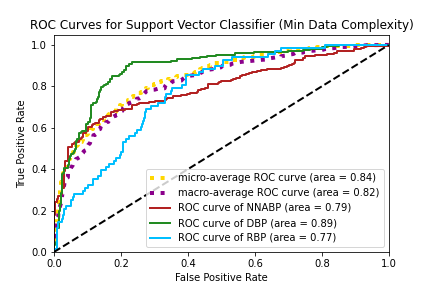 ROC Curves for Support Vector Classifier (Min Data Complexity)
1.0
0.8
0.6
0.4
0.2
0.0
True Positive Rate
micro-average ROC curve (area = 0.84)
macro-average ROC curve (area = 0.82)
ROC curve of NNABP (area = 0.79)
ROC curve of DBP (area = 0.89)
ROC curve of RBP (area = 0.77)
0.0 0.2 0.4 0.6 0.8 1.0
False Positive Rate